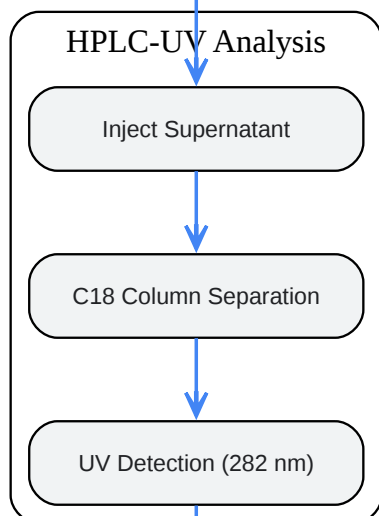 HPLC-UV Analysis
Inject Supernatant
C18 Column Separation
UV Detection (282 nm)